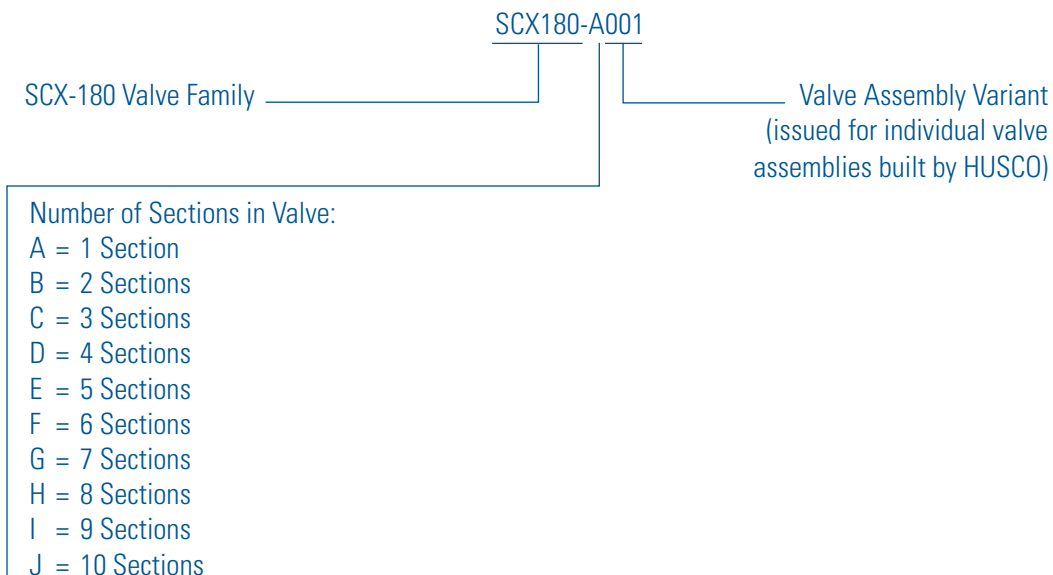 SCX180-A001
SCX-180 Valve Family
Valve Assembly Variant
(issued for individual valve
assemblies built by HUSCO)
Number of Sections in Valve:
A = 1 Section
B = 2 Sections
C = 3 Sections
D = 4 Sections
E = 5 Sections
F = 6 Sections
G = 7 Sections
H = 8 Sections
I = 9 Sections
J = 10 Sections